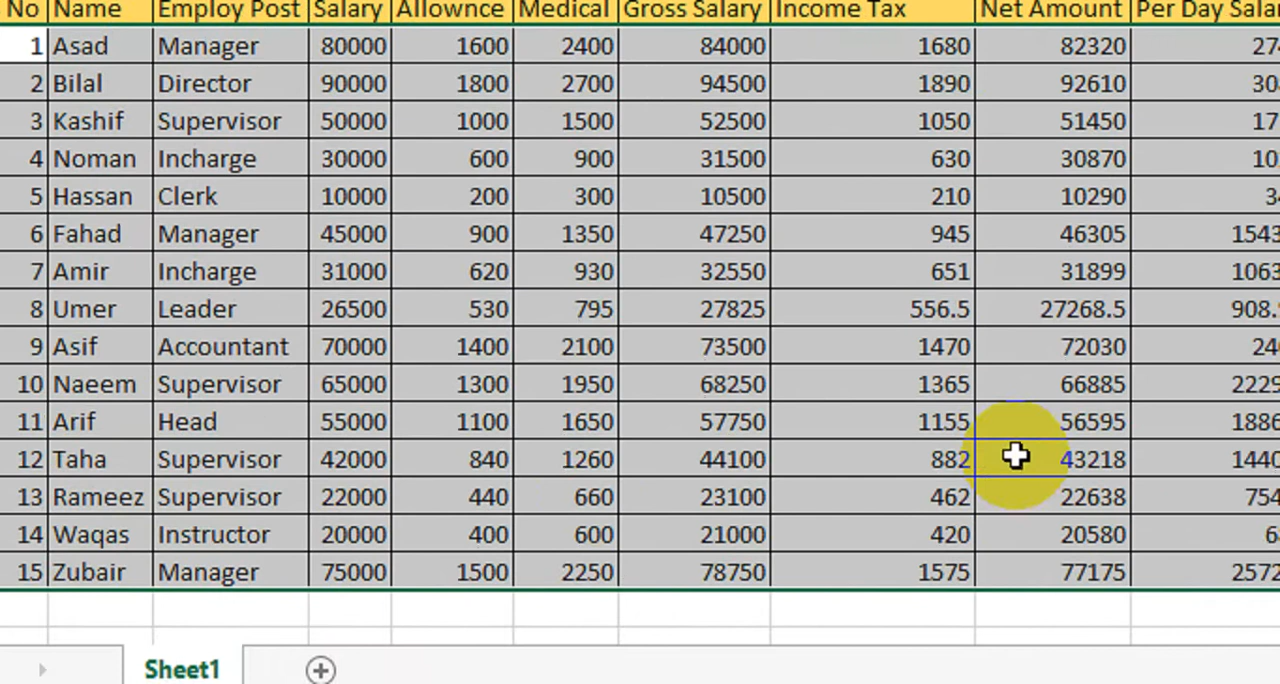 No Name Employ Post Salary Allownce Medical Gross Salary Income Tax Net Amount Per Day
1 Asad Manager 80000 1600 2400 84000 1680 82320
2 Bilal Director 90000 1800 2700 94500 1890 92610
3 Kashif Supervisor 50000 1000 1500 52500 1050 51450
4 Noman Incharge 30000 600 900 31500 630 30870
5 Hassan Clerk 10000 200 300 10500 210 10290
6 Fahad Manager 45000 900 1350 47250 945 46305 1543
7 Amir Incharge 31000 620 930 32550 651 31899 1063
8 Umer Leader 26500 530 795 27825 556.5 27268.5 908.
9 Asif Accountant 70000 1400 2100 73500 1470 72030
10 Naeem Supervisor 65000 1300 1950 68250 1365 66885 2229
11 Arif Head 55000 1100 1650 57750 1155 56595 1886
12 Taha Supervisor 42000 840 1260 44100 882 43218 1440
13 Rameez Supervisor 22000 440 660 23100 462 22638 754
14 Waqas Instructor 20000 400 600 21000 420 20580
15 Zubair Manager 75000 1500 2250 78750 1575 77175 2572
Sheet1